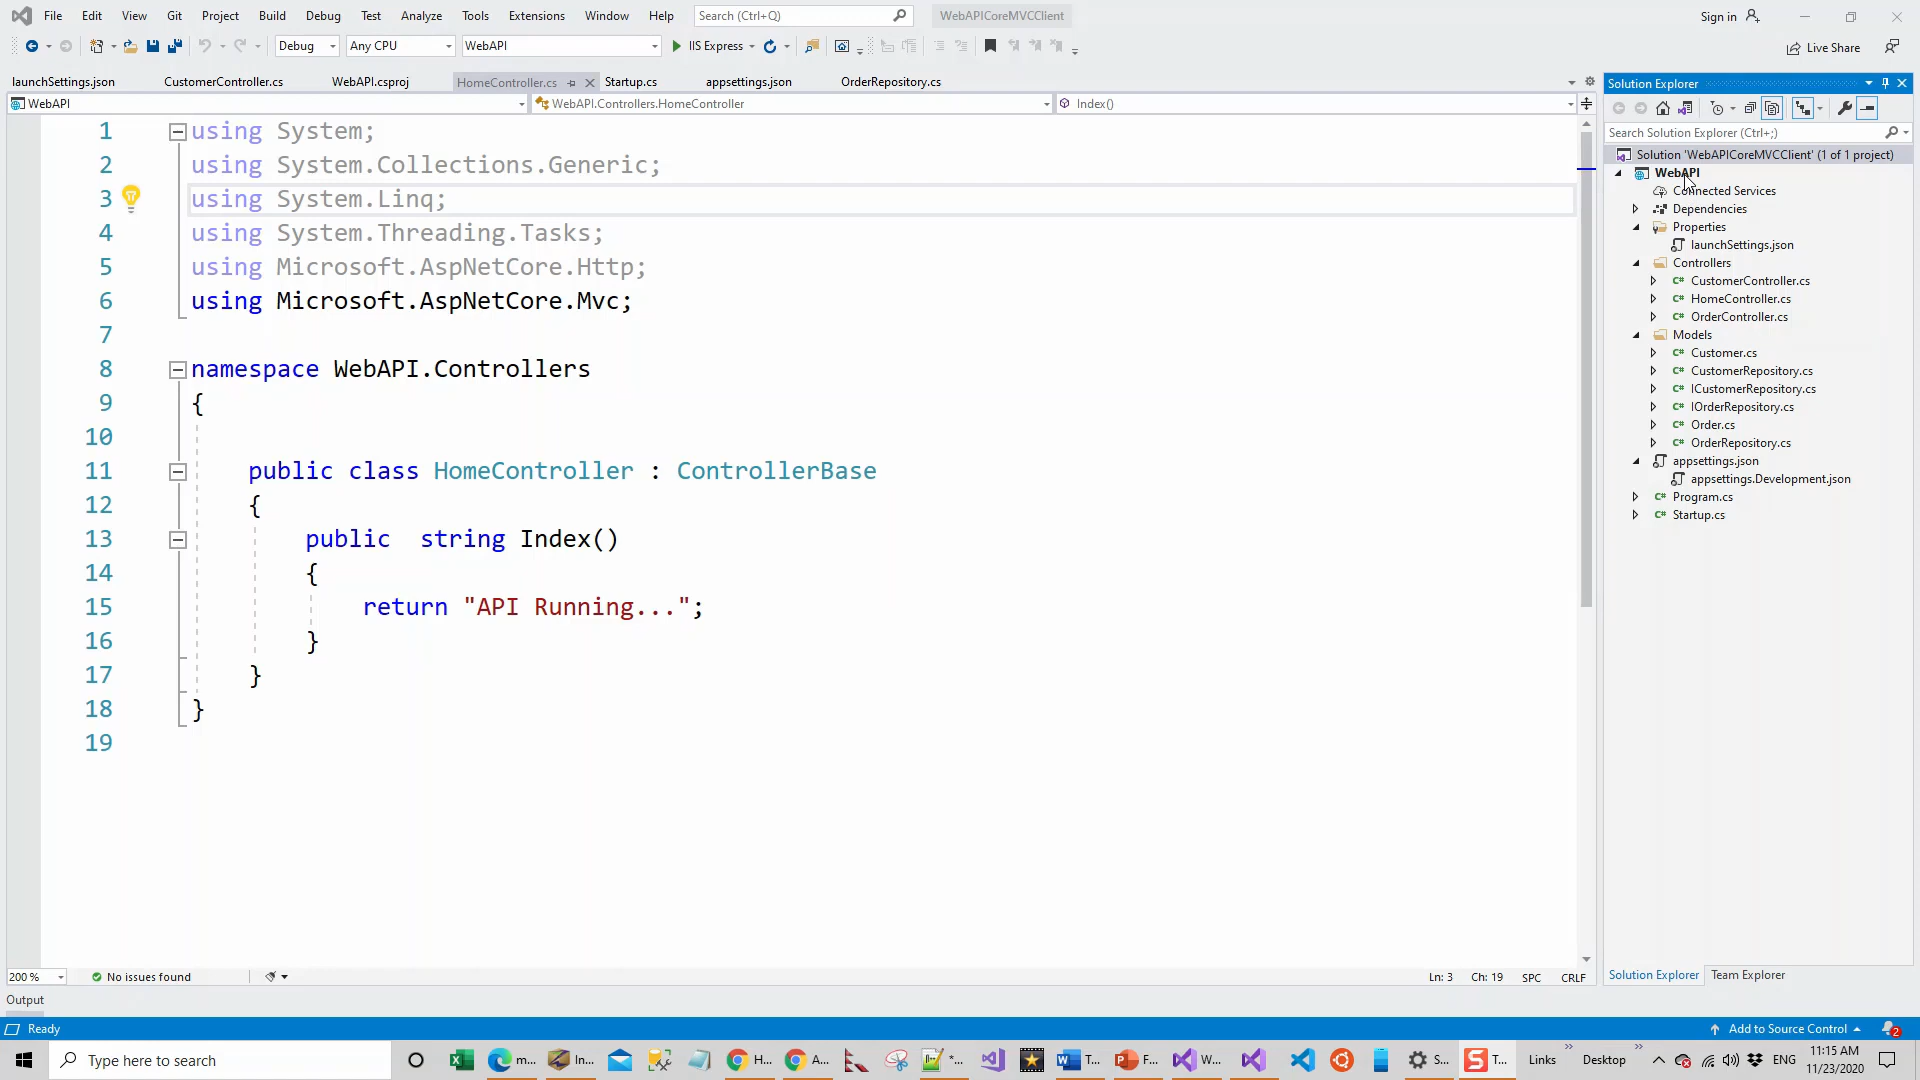 File Edit View Git Project Build Debug Test Analyze Tools Extensions Window Help Search (Ctrl+Q) WebAPICoreMVCClient Sign in
Debug Any CPU WebAPI IIS Express Live Share
launchSettings.json CustomerController.cs WebAPI.csproj HomeController.cs Startup.cs appsettings.json OrderRepository.cs
WebAPI WebAPI.Controllers.HomeController Index()
1 using System;
2 using System.Collections.Generic;
3 using System.Linq;
4 using System.Threading.Tasks;
5 using Microsoft.AspNetCore.Http;
6 using Microsoft.AspNetCore.Mvc;
7
8 namespace WebAPI.Controllers
9 {
10
11 public class HomeController : ControllerBase
12 {
13 public string Index()
14 {
15 return "API Running...";
16 }
17 }
18 }
19
200 % No issues found Ln: 3 Ch: 19 SPC CRLF
Output
Solution Explorer
Search Solution Explorer (Ctrl+;)
Solution 'WebAPICoreMVCClient' (1 of 1 project)
WebAPI
Connected Services
Dependencies
Properties
launchSettings.json
Controllers
CustomerController.cs
HomeController.cs
OrderController.cs
Models
Customer.cs
CustomerRepository.cs
ICustomerRepository.cs
IOrderRepository.cs
Order.cs
OrderRepository.cs
appsettings.json
appsettings.Development.json
Program.cs
Startup.cs
Solution Explorer Team Explorer
Ready Add to Source Control 2
Type here to search m... In... H... A... *... T... F... W... S... T... Links Desktop ENG 11:15 AM
11/23/2020